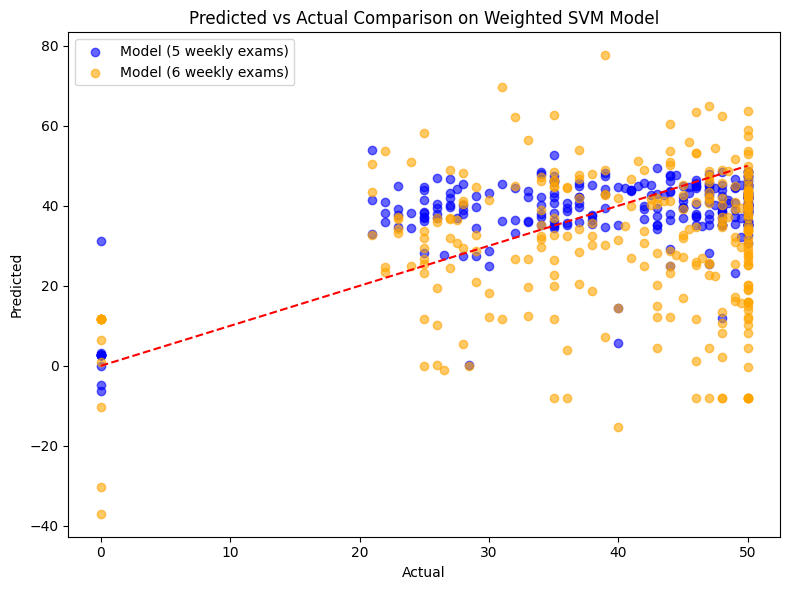 Predicted vs Actual Comparison on Weighted SVM Model
Model (5 weekly exams)
Model (6 weekly exams)
80
60
40
20
0
−20
−40
Predicted
0 10 20 30 40 50
Actual